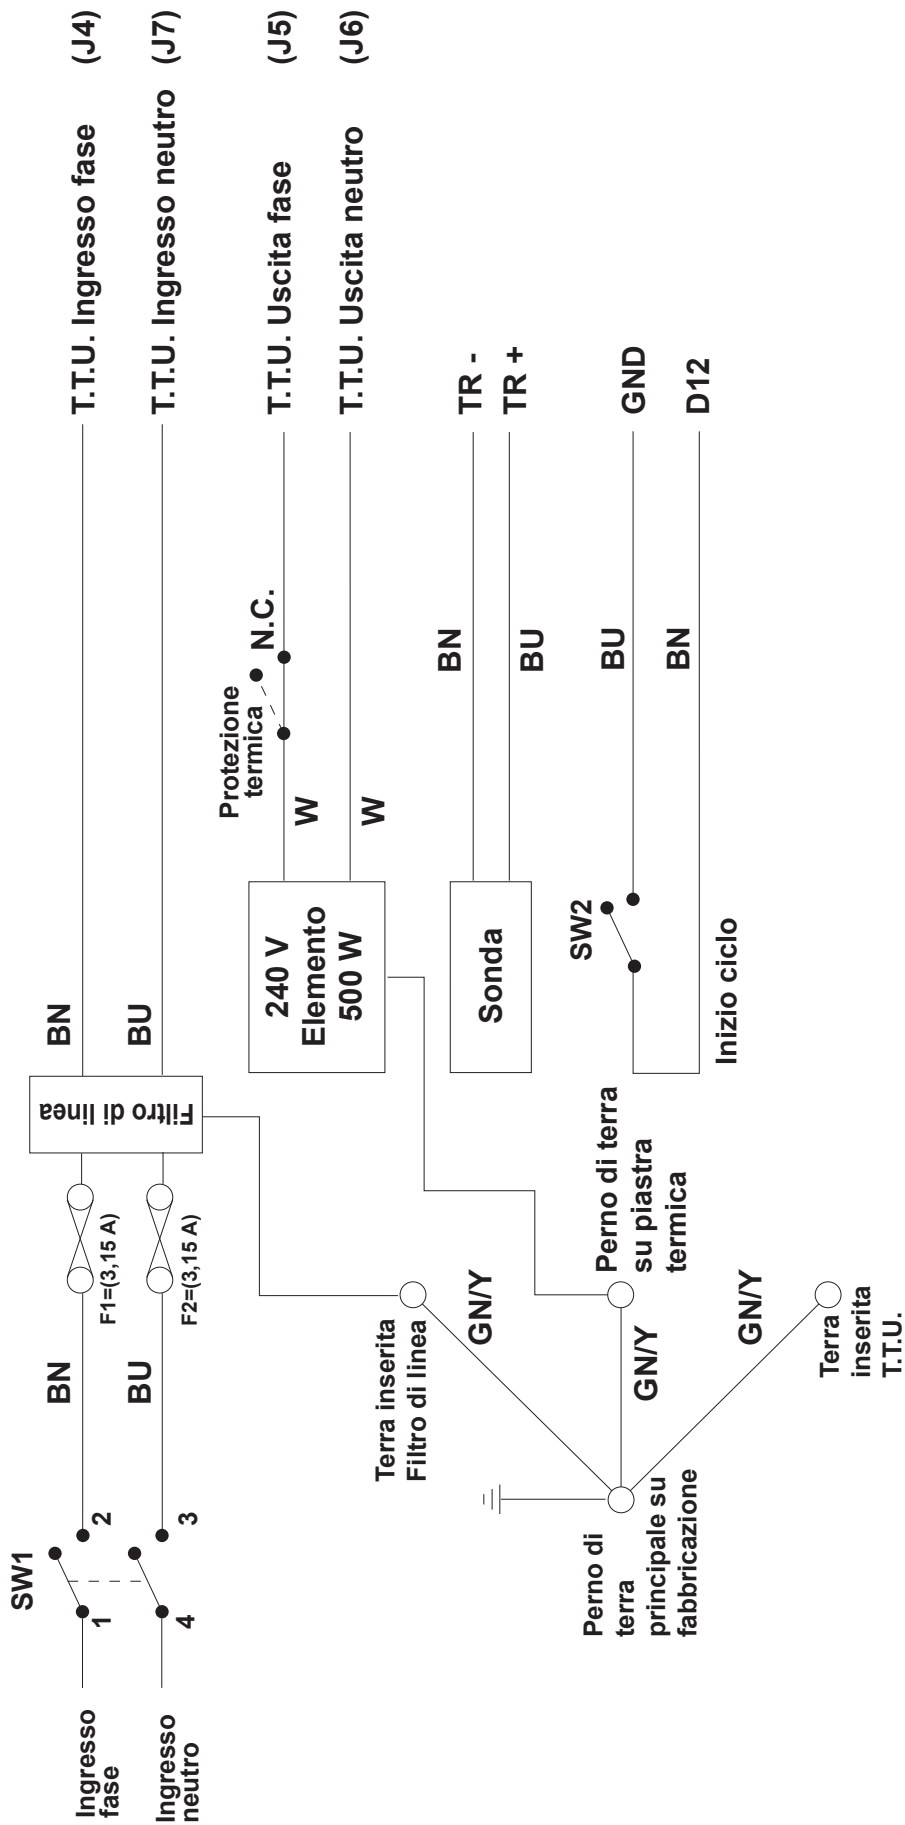 Ingresso
fase
Ingresso
neutro
SW1
1
2
4
3
BN
BU
F1=(3,15 A)
F2=(3,15 A)
Filtro di
linea
BN
BU
T.T.U. Ingresso fase (J4)
T.T.U. Ingresso neutro (J7)
240 V
Elemento
500 W
W
W
Protezione
termica
N.C.
T.T.U. Uscita fase (J5)
T.T.U. Uscita neutro (J6)
Sonda
BN
BU
TR -
TR +
SW2
Inizio ciclo
BU
BN
GND
D12
Terra inserita
Filtro di linea
GN/Y
Perno di terra
su piastra
termica
GN/Y
GN/Y
Perno di
terra
principale su
fabbricazione
Terra
inserita
T.T.U.